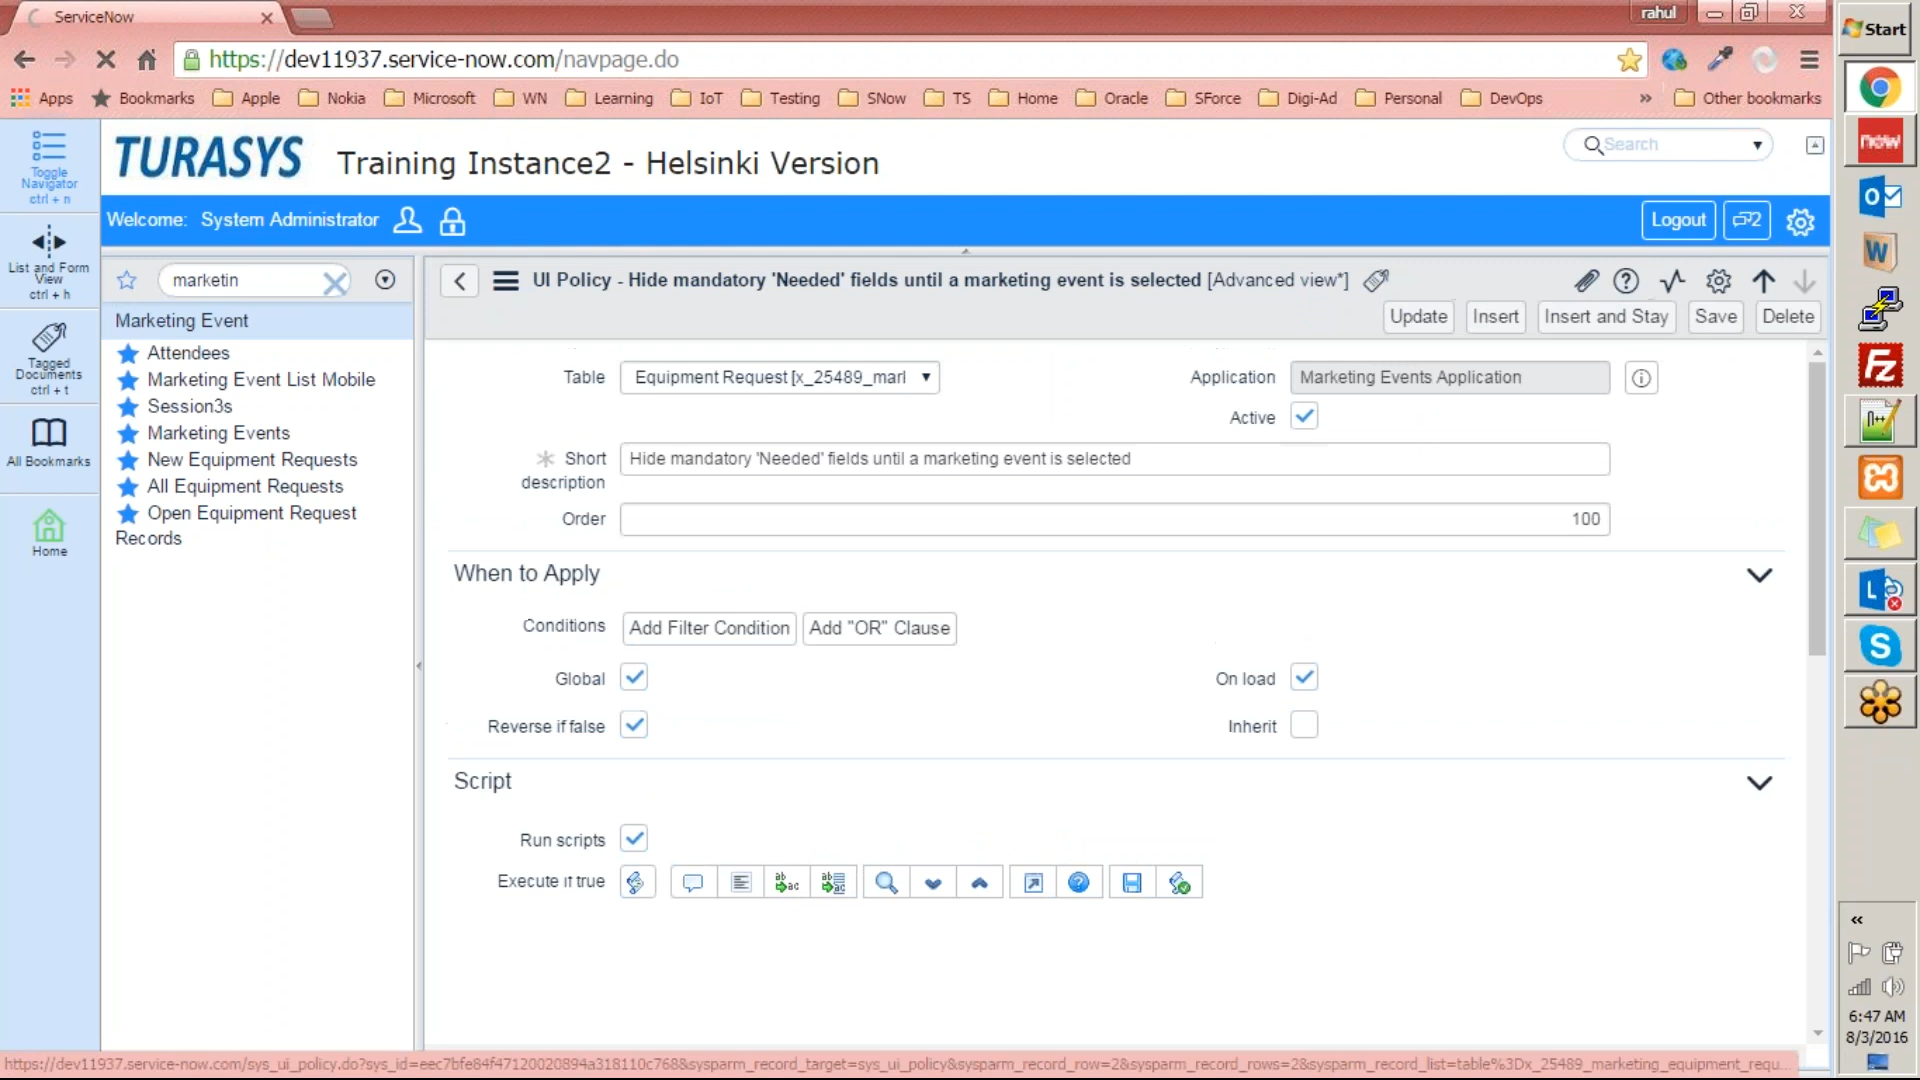 ServiceNow
rahul
Start
https://dev11937.service-now.com/navpage.do
Apps Bookmarks Apple Nokia Microsoft WN Learning IoT Testing SNow TS Home Oracle SForce Digi-Ad Personal DevOps » Other bookmarks
now
Toggle
Navigator
ctrl + n
TURASYS Training Instance2 - Helsinki Version
Search
Welcome: System Administrator
Logout
2
List and Form
View
ctrl + h
marketin
UI Policy - Hide mandatory 'Needed' fields until a marketing event is selected [Advanced view*]
Update Insert Insert and Stay Save Delete
Marketing Event
Attendees
Marketing Event List Mobile
Session3s
Marketing Events
New Equipment Requests
All Equipment Requests
Open Equipment Request
Records
Tagged
Documents
ctrl + t
All Bookmarks
Home
Table Equipment Request [x_25489_marl
Application Marketing Events Application
Active
Short
description
Hide mandatory 'Needed' fields until a marketing event is selected
Order 100
When to Apply
Conditions Add Filter Condition Add "OR" Clause
Global On load
Reverse if false Inherit
Script
Run scripts
Execute if true
6:47 AM
8/3/2016
https://dev11937.service-now.com/sys_ui_policy.do?sys_id=eec7bfe84f47120020894a318110c768&sysparm_record_target=sys_ui_policy&sysparm_record_row=2&sysparm_record_rows=2&sysparm_record_list=table%3Dx_25489_marketing_equipment_requ...